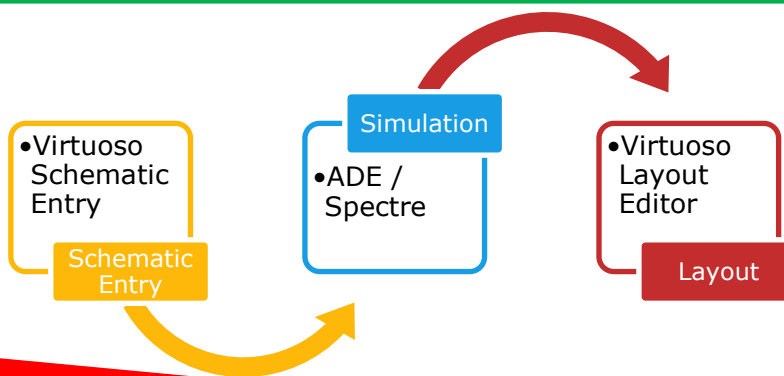 •Virtuoso
Schematic
Entry
Schematic
Entry
Simulation
•ADE /
Spectre
•Virtuoso
Layout
Editor
Layout